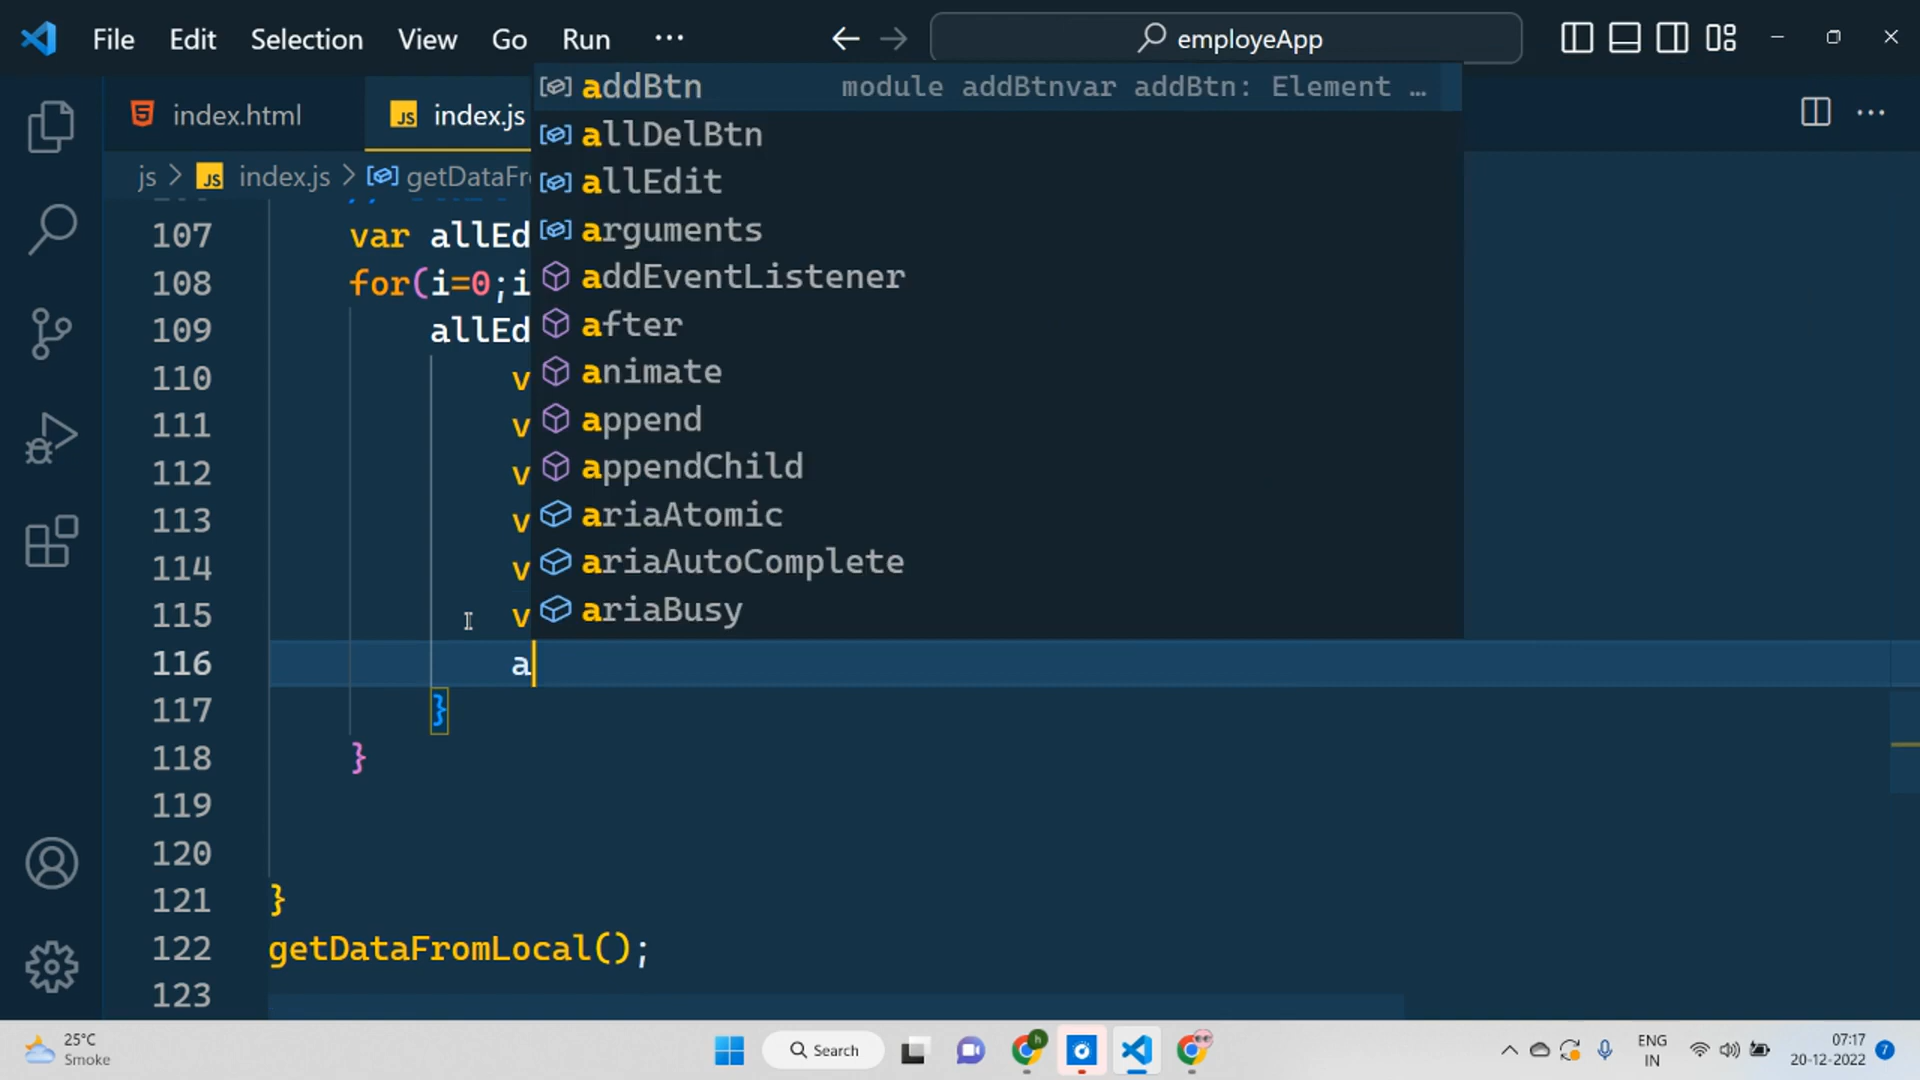 File Edit Selection View Go Run ··· employeApp
index.html index.js
js > index.js > getDataFr
addBtn module addBtnvar addBtn: Element …
allDelBtn
allEdit
arguments
addEventListener
after
animate
append
appendChild
ariaAtomic
ariaAutoComplete
ariaBusy
107 var allEd
108 for(i=0;i
109 allEd
110 v
111 v
112 v
113 v
114 v
115 v
116 a
117 }
118 }
119
120
121 }
122 getDataFromLocal();
123
25°C
Smoke
Search
ENG
IN
07:17
20-12-2022
7
h